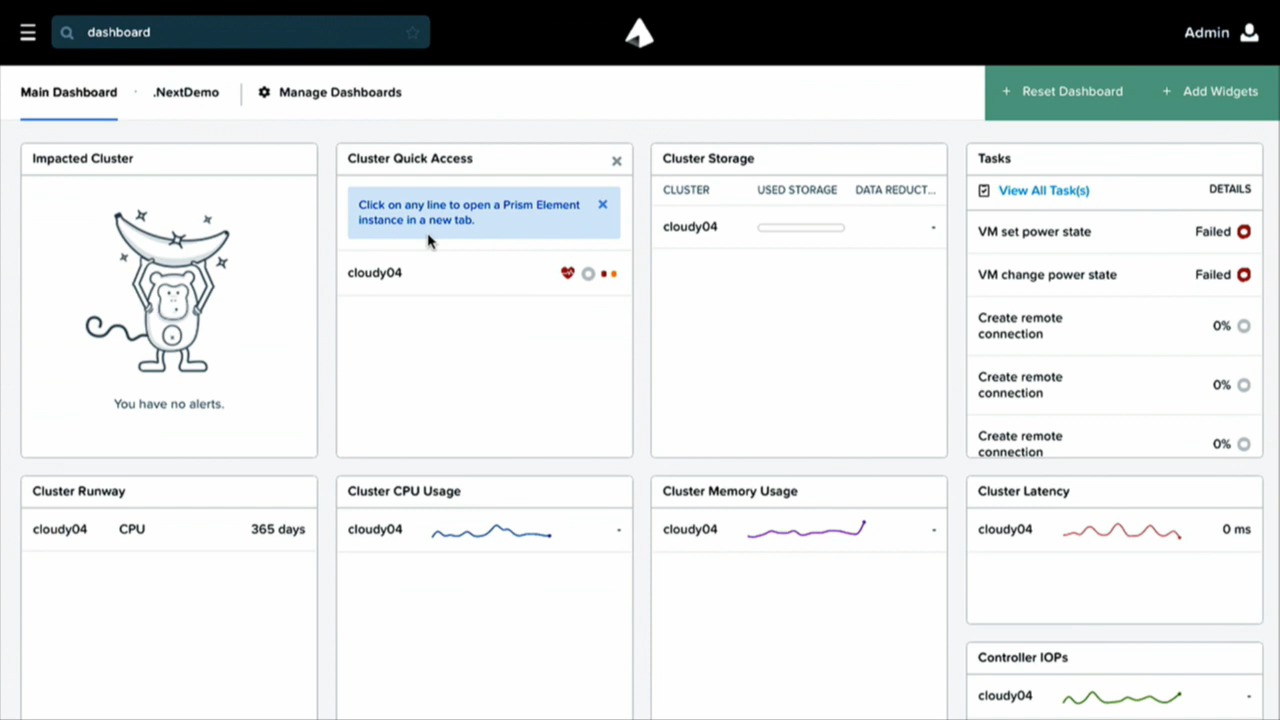 dashboard
Admin
Main Dashboard
.NextDemo
Manage Dashboards
+ Reset Dashboard
+ Add Widgets
Impacted Cluster
You have no alerts.
Cluster Quick Access
Click on any line to open a Prism Element
instance in a new tab.
cloudy04
Cluster Storage
CLUSTER USED STORAGE DATA REDUCT...
cloudy04 -
Tasks
View All Task(s) DETAILS
VM set power state Failed
VM change power state Failed
Create remote
connection 0%
Create remote
connection 0%
Create remote
connection 0%
Cluster Runway
cloudy04 CPU 365 days
Cluster CPU Usage
cloudy04 -
Cluster Memory Usage
cloudy04 -
Cluster Latency
cloudy04 0 ms
Controller IOPs
cloudy04 -